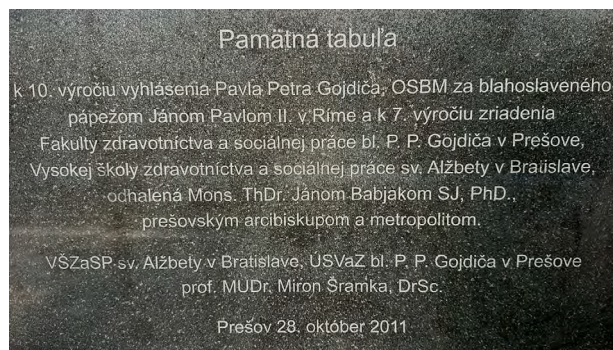 Pamätná tabuľa
k 10. výročiu vyhlásenia Pavla Petra Gojdiča, OSBM za blahoslaveného
pápežom Jánom Pavlom II. v Ríme a k 7. výročiu zriadenia
Fakulty zdravotníctva a sociálnej práce bl. P. P. Gojdiča v Prešove,
Vysokej školy zdravotníctva a sociálnej práce sv. Alžbety v Bratislave,
odhalená Mons. ThDr. Jánom Babjakom SJ, PhD.,
prešovským arcibiskupom a metropolitom.
VŠZaSP sv. Alžbety v Bratislave, ÚSVaZ bl. P. P. Gojdiča v Prešove
prof. MUDr. Miron Šramka, DrSc.
Prešov 28. október 2011